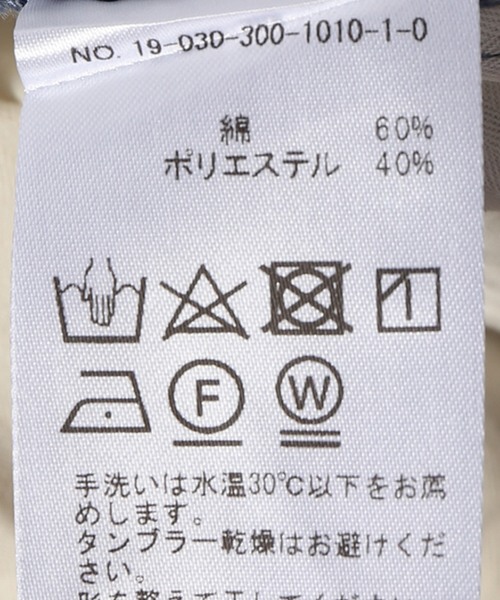 NO. 19-030-300-1010-1-0
綿 60%
ポリエステル 40%
F W
手洗いは水温30℃以下をお薦
めします。
タンブラー乾燥はお避けくだ
さい。